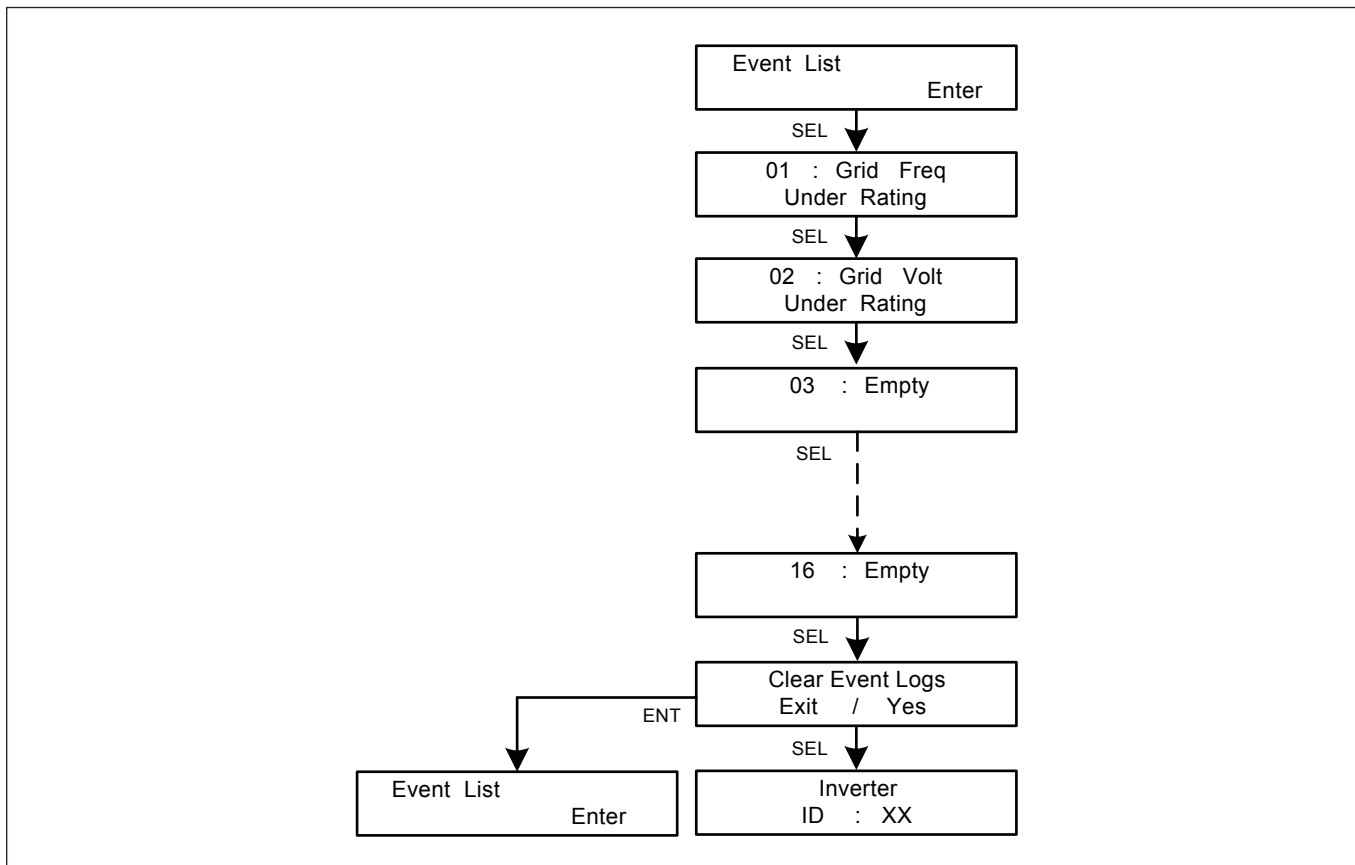 Event List
Enter
SEL
01 : Grid Freq
Under Rating
SEL
02 : Grid Volt
Under Rating
SEL
03 : Empty
SEL
16 : Empty
SEL
Clear Event Logs
Exit / Yes
ENT
SEL
Event List
Enter
Inverter
ID : XX